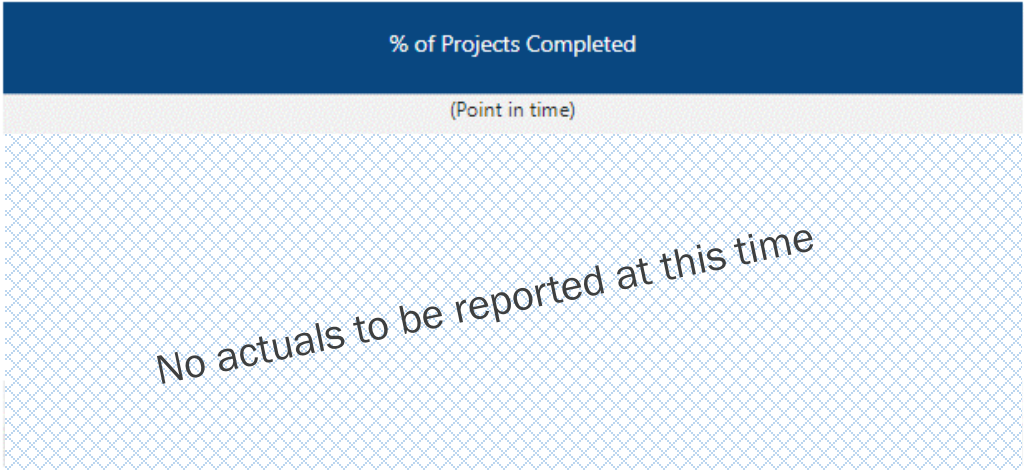 % of Projects Completed
(Point in time)
No actuals to be reported at this time